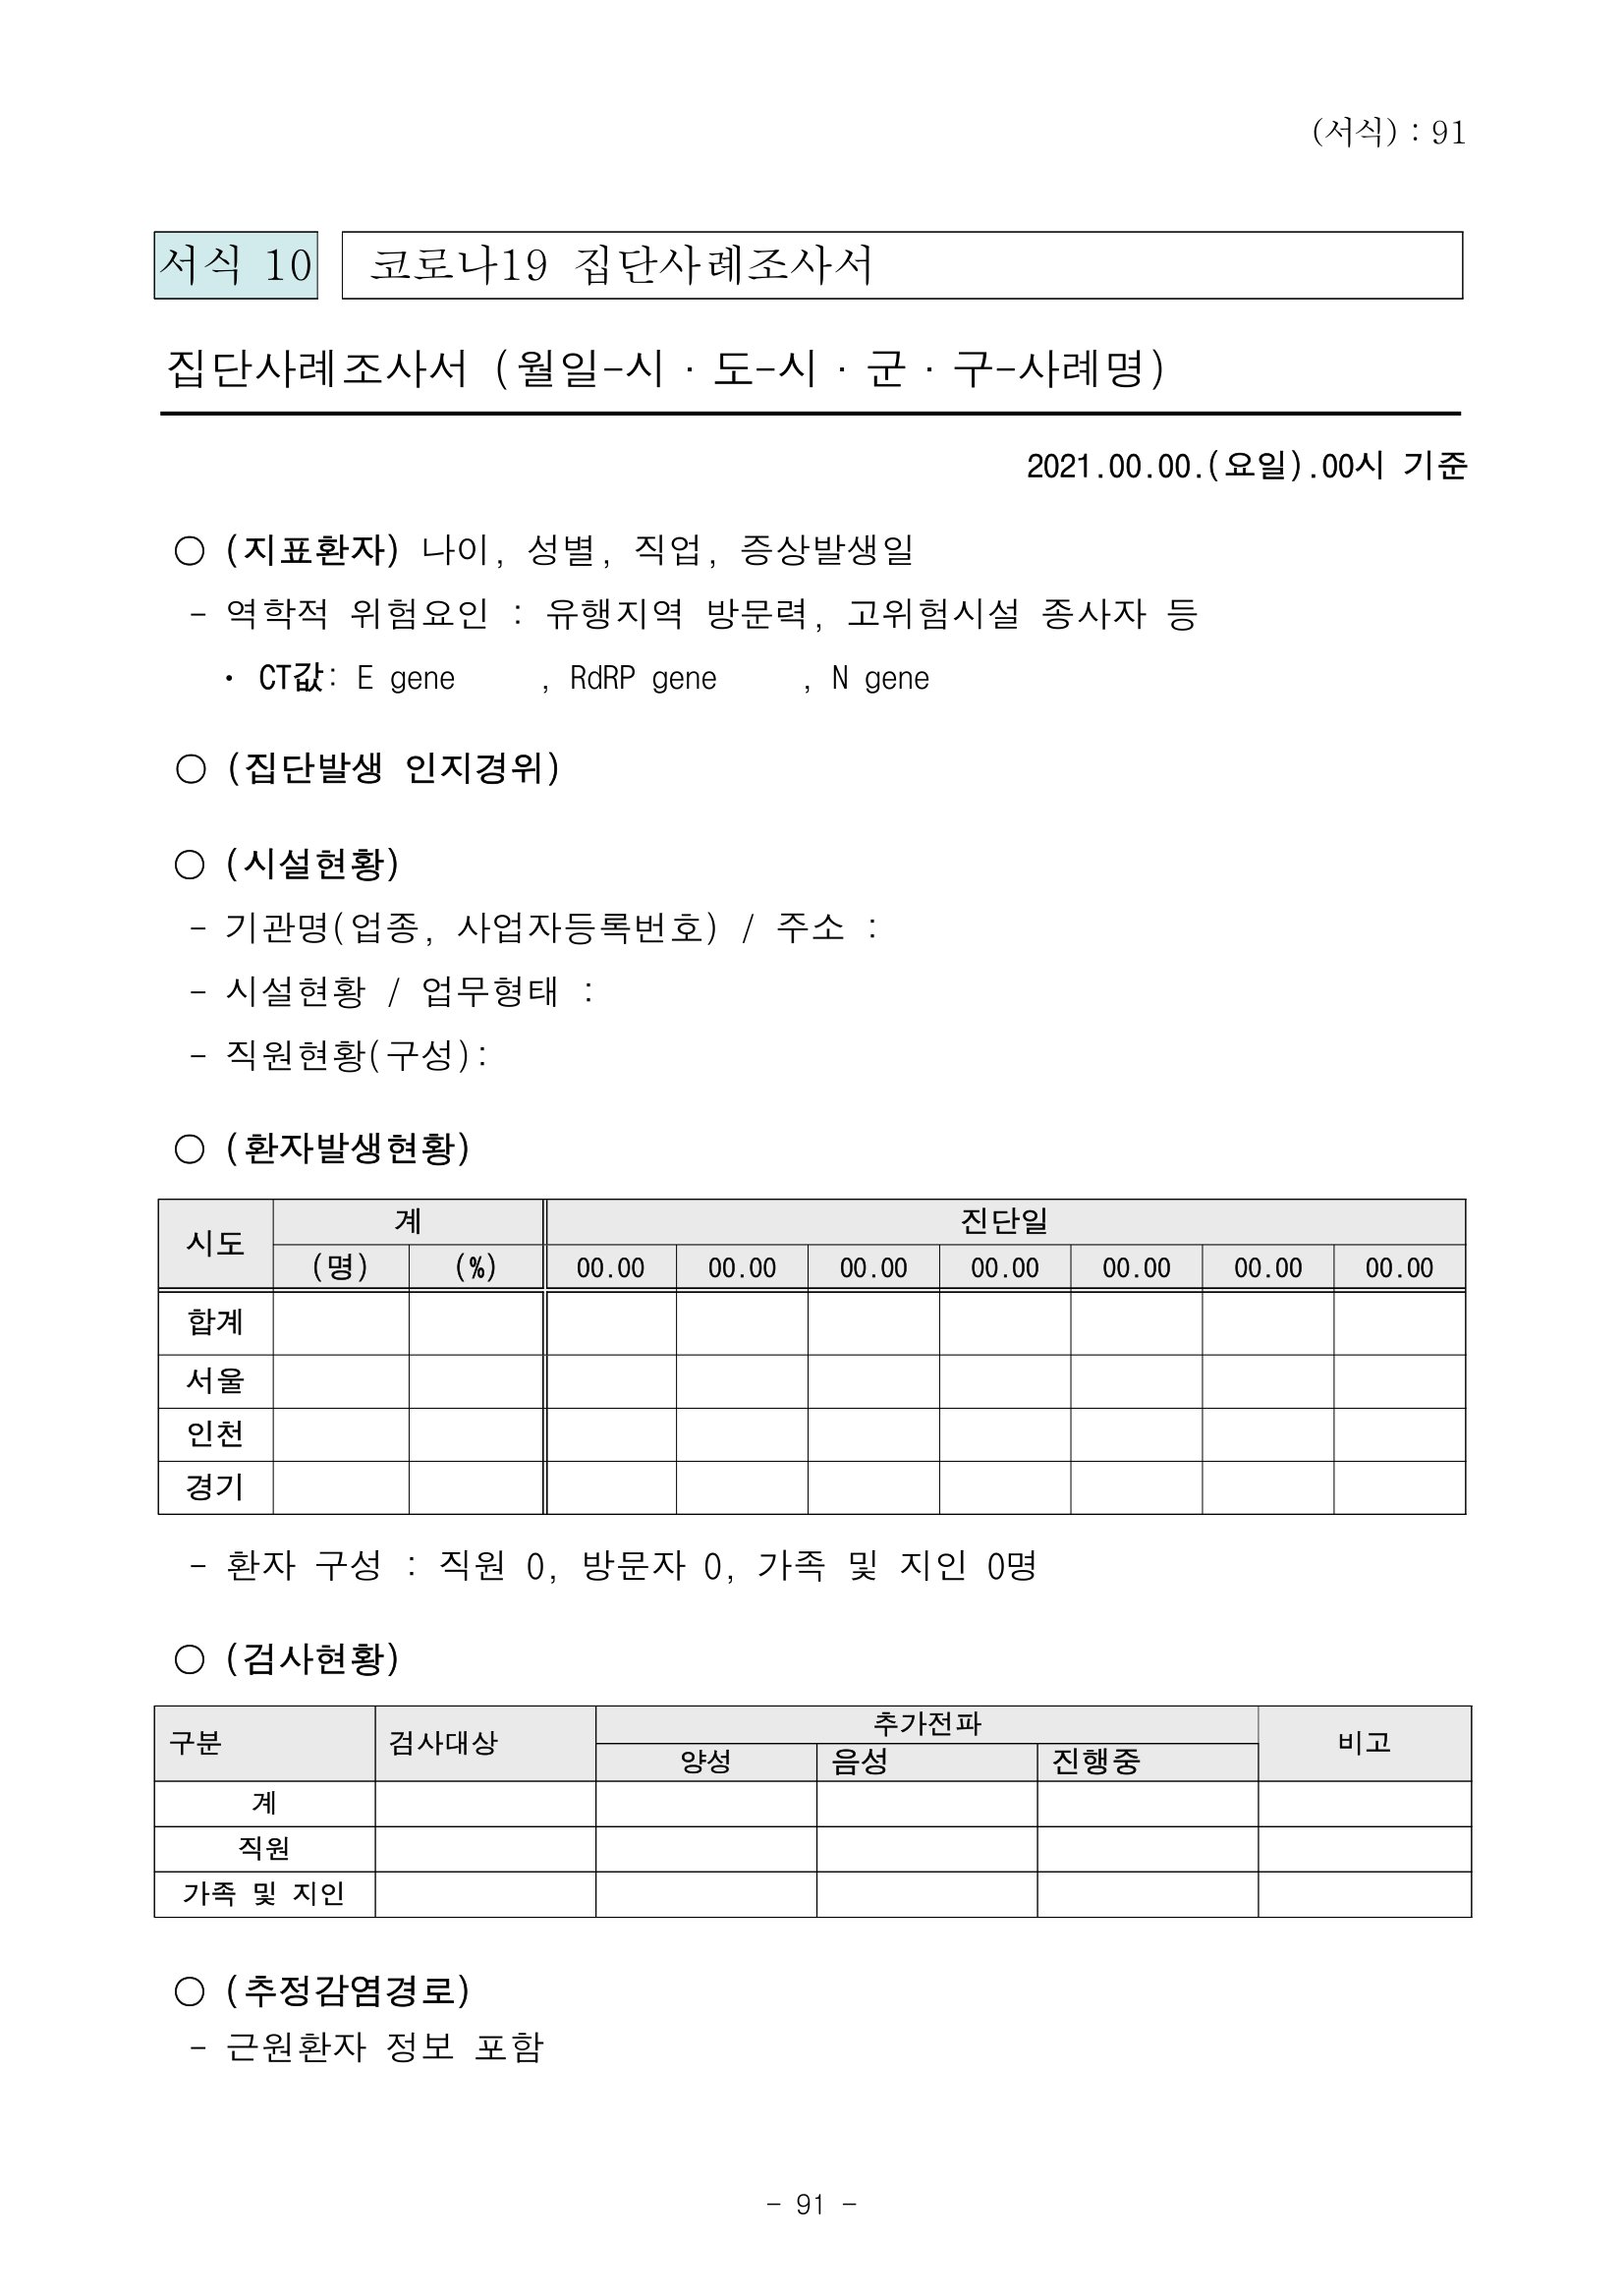 (서식) : 91
서식 10 코로나19 집단사례조사서
집단사례조사서 (월일-시 · 도-시 · 군 · 구-사례명)
2021.00.00.(요일).00시 기준
○ (지표환자) 나이, 성별, 직업, 증상발생일
- 역학적 위험요인 : 유행지역 방문력, 고위험시설 종사자 등
· CT값: E gene , RdRP gene , N gene
○ (집단발생 인지경위)
○ (시설현황)
- 기관명(업종, 사업자등록번호) / 주소 :
- 시설현황 / 업무형태 :
- 직원현황(구성):
○ (환자발생현황)
시도 계 진단일
(명) (%) 00.00 00.00 00.00 00.00 00.00 00.00 00.00
합계
서울
인천
경기
- 환자 구성 : 직원 0, 방문자 0, 가족 및 지인 0명
○ (검사현황)
구분 검사대상 추가전파 비고
양성 음성 진행중
계
직원
가족 및 지인
○ (추정감염경로)
- 근원환자 정보 포함
- 91 -